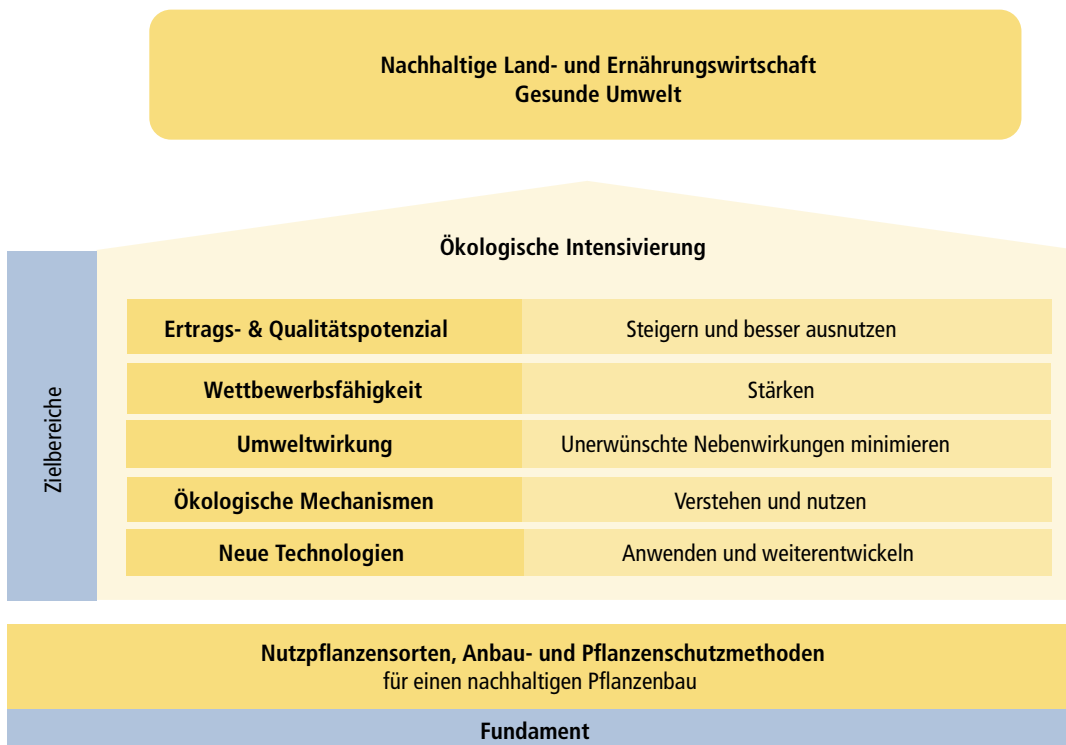 Nachhaltige Land- und Ernährungswirtschaft
Gesunde Umwelt
Ökologische Intensivierung
Zielbereiche
Ertrags- & Qualitätspotenzial
Steigern und besser ausnutzen
Wettbewerbsfähigkeit
Stärken
Umweltwirkung
Unerwünschte Nebenwirkungen minimieren
Ökologische Mechanismen
Verstehen und nutzen
Neue Technologien
Anwenden und weiterentwickeln
Nutzpflanzensorten, Anbau- und Pflanzenschutzmethoden
für einen nachhaltigen Pflanzenbau
Fundament